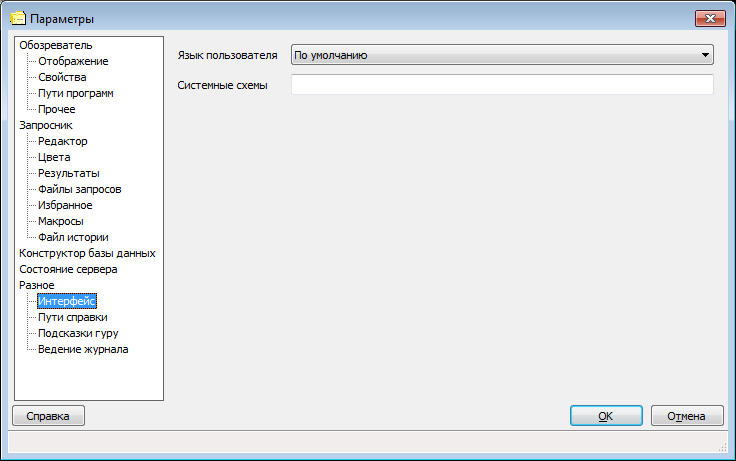 Параметры
Обозреватель
Отображение
Свойства
Пути программ
Прочее
Запросник
Редактор
Цвета
Результаты
Файлы запросов
Избранное
Макросы
Файл истории
Конструктор базы данных
Состояние сервера
Разное
Интерфейс
Пути справки
Подсказки гуру
Ведение журнала
Язык пользователя По умолчанию
Системные схемы
Справка OK Отмена